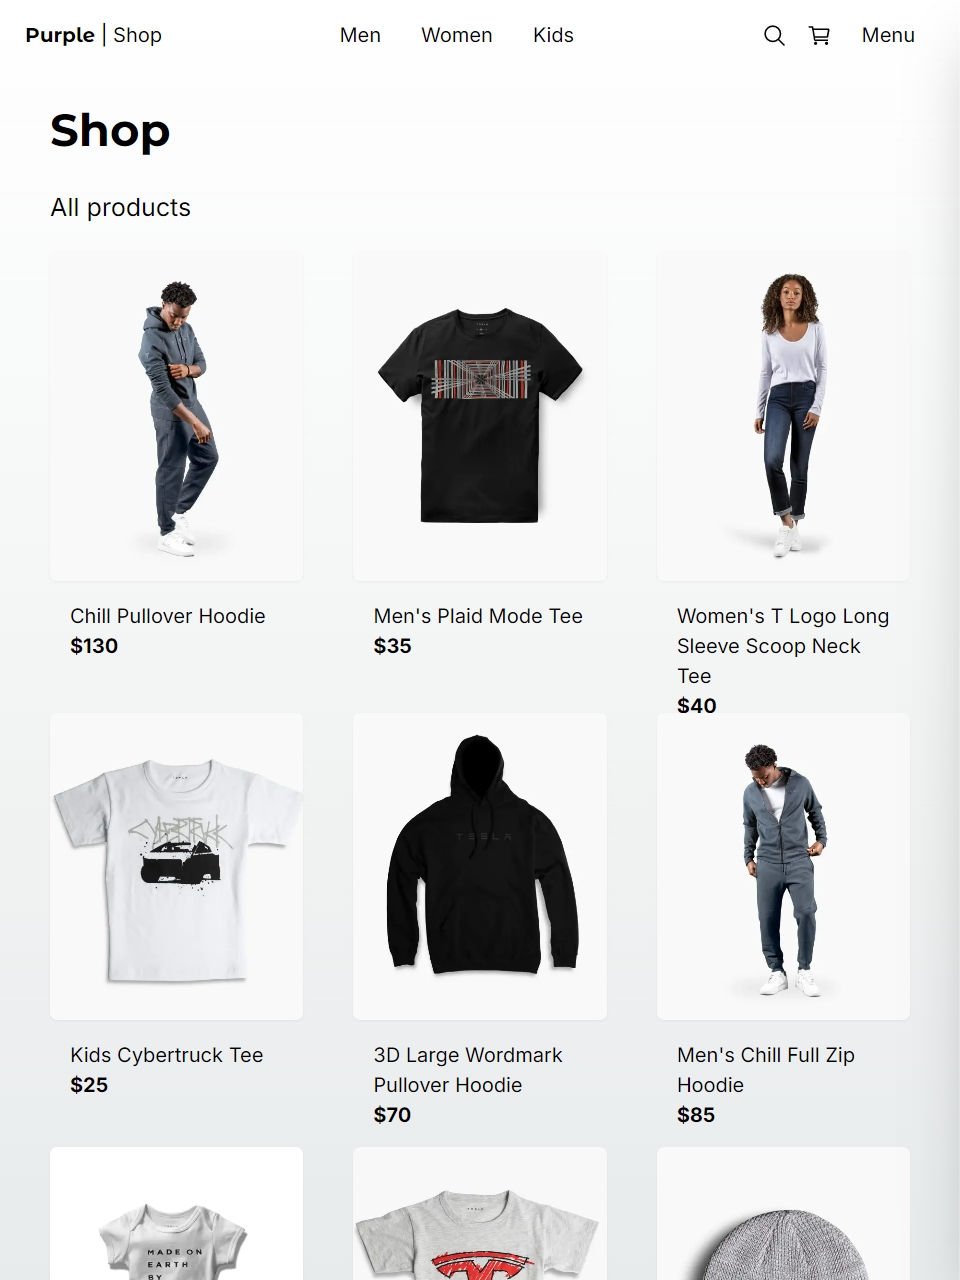 Purple | Shop
Men
Women
Kids
Menu
Shop
All products
Chill Pullover Hoodie
$130
Men's Plaid Mode Tee
$35
Women's T Logo Long
Sleeve Scoop Neck
Tee
$40
CYBERTRUCK
TESLA
Kids Cybertruck Tee
$25
3D Large Wordmark
Pullover Hoodie
$70
Men's Chill Full Zip
Hoodie
$85
MADE ON
EARTH
BY